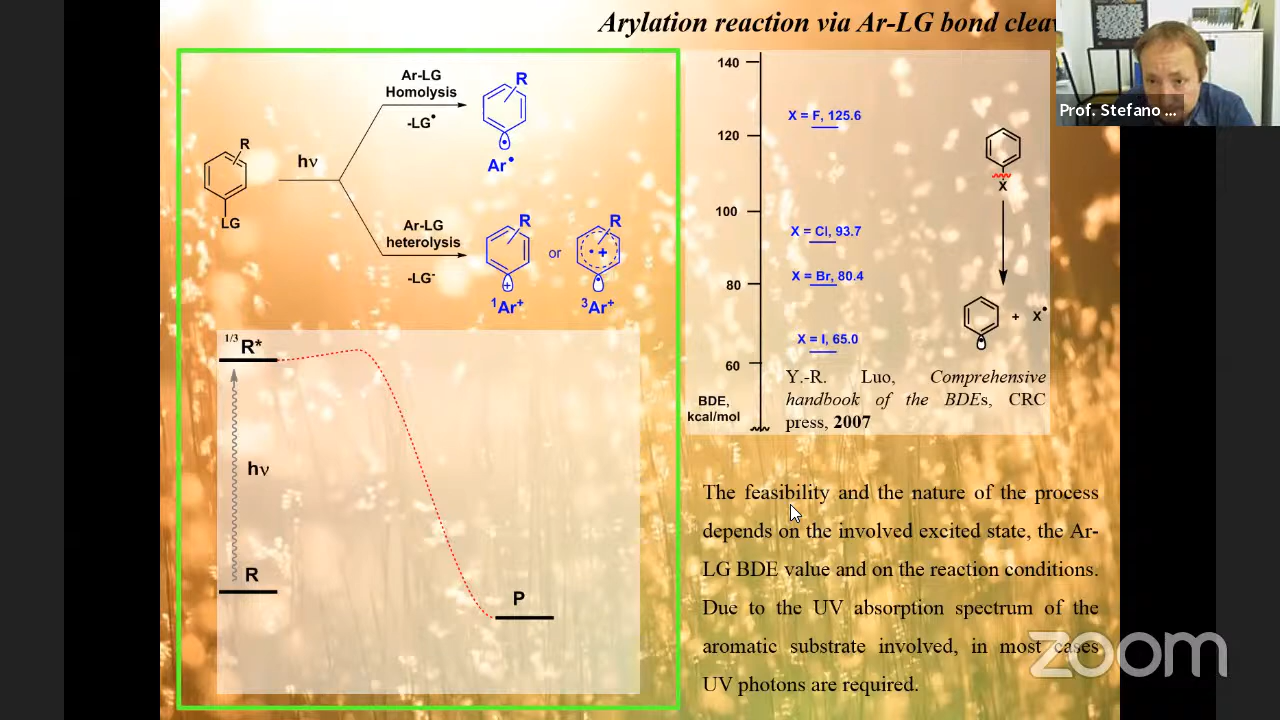 Arylation reaction via Ar-LG bond
Prof. Stefano ...
R
LG
hν
Ar-LG
Homolysis
-LG•
R
Ar•
Ar-LG
heterolysis
-LG-
R
+
¹Ar⁺
or
R
• +
³Ar⁺
1/3 R*
hν
R
P
140
120
100
80
60
BDE,
kcal/mol
X = F, 125.6
X = Cl, 93.7
X = Br, 80.4
X = I, 65.0
X
+ X•
Y.-R. Luo, Comprehensive
handbook of the BDEs, CRC
press, 2007
The feasibility and the nature of the process
depends on the involved excited state, the Ar-
LG BDE value and on the reaction conditions.
Due to the UV absorption spectrum of the
aromatic substrate involved, in most cases
UV photons are required.
zoom